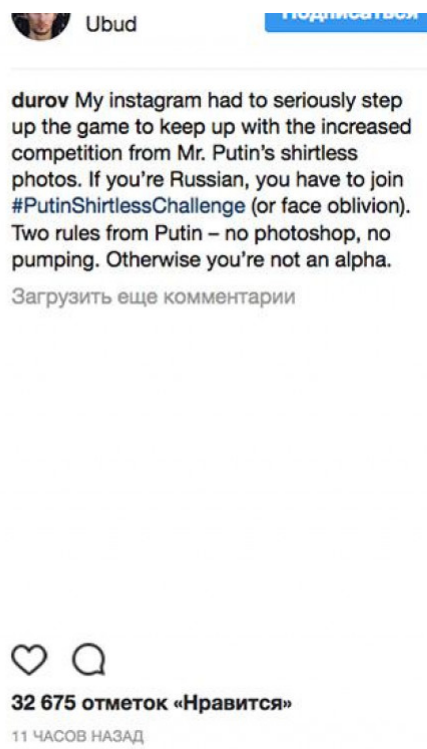 Ubud
Подписаться
durov My instagram had to seriously step
up the game to keep up with the increased
competition from Mr. Putin’s shirtless
photos. If you’re Russian, you have to join
#PutinShirtlessChallenge (or face oblivion).
Two rules from Putin – no photoshop, no
pumping. Otherwise you’re not an alpha.
Загрузить еще комментарии
32 675 отметок «Нравится»
11 ЧАСОВ НАЗАД